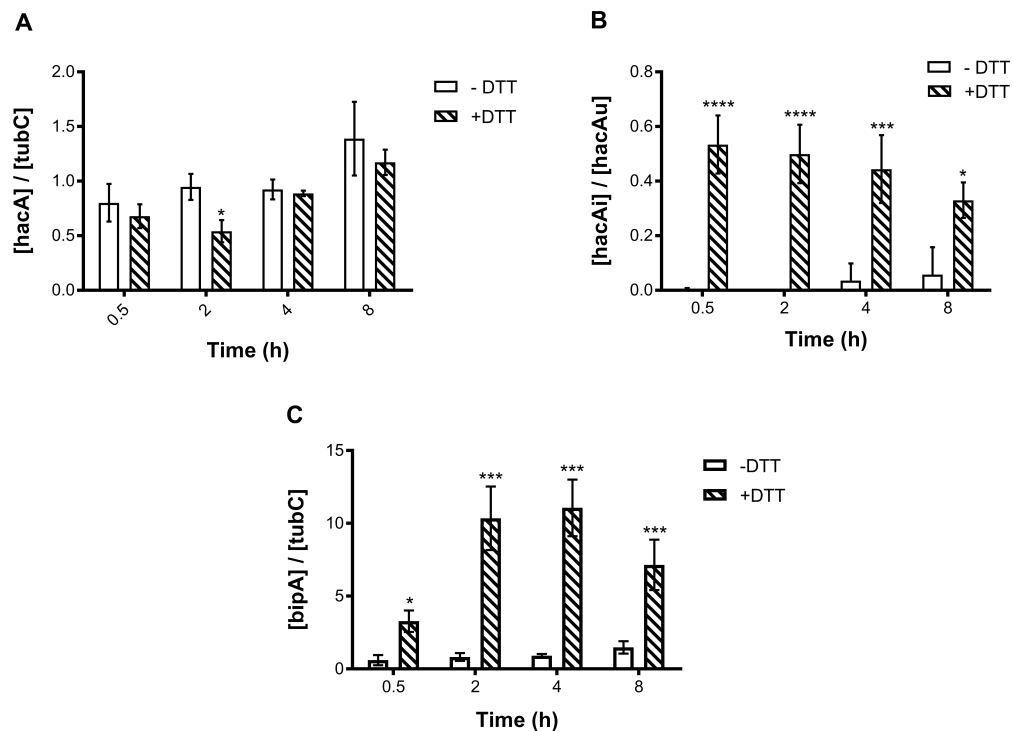 A
[hacA] / [tubC]
2.0
1.5
1.0
0.5
0.0
0.5
2
4
8
Time (h)
- DTT
+DTT
*
B
[hacAi] / [hacAu]
0.8
0.6
0.4
0.2
0.0
0.5
2
4
8
Time (h)
- DTT
+DTT
****
****
***
*
C
[bipA] / [tubC]
15
10
5
0
0.5
2
4
8
Time (h)
-DTT
+DTT
*
***
***
***